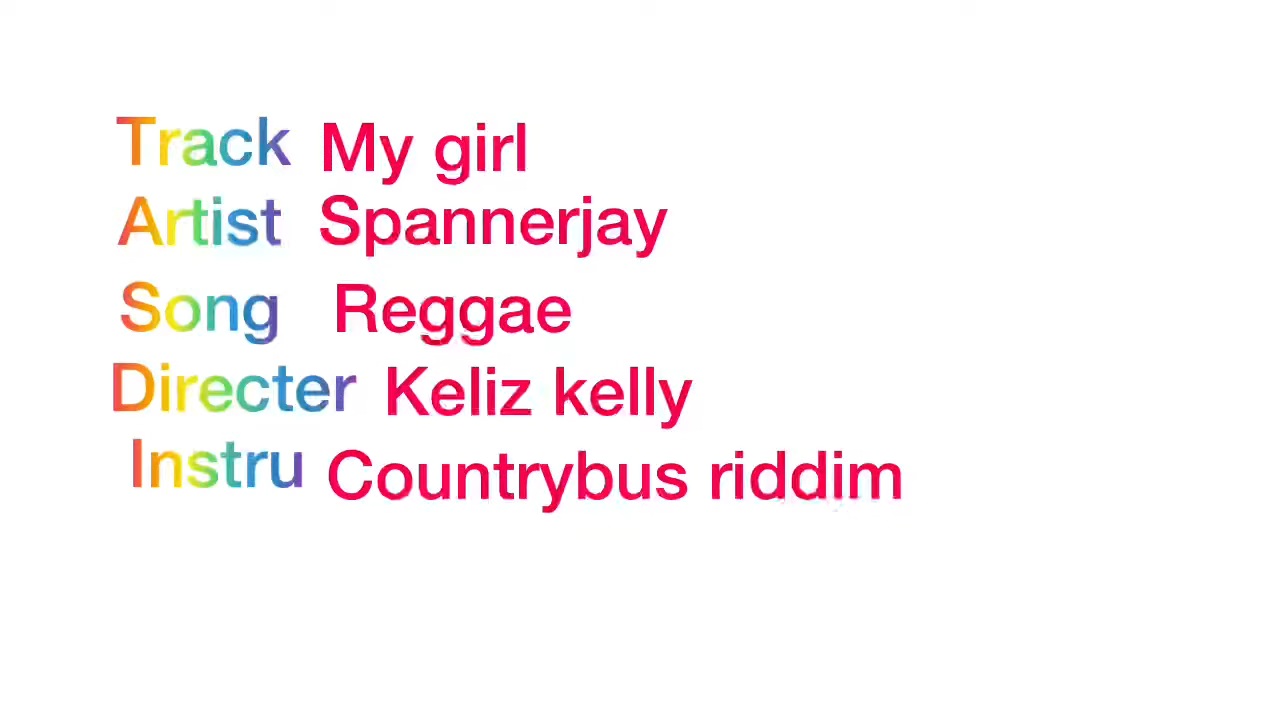 Track My girl
Artist Spannerjay
Song Reggae
Directer Keliz kelly
Instru Countrybus riddim